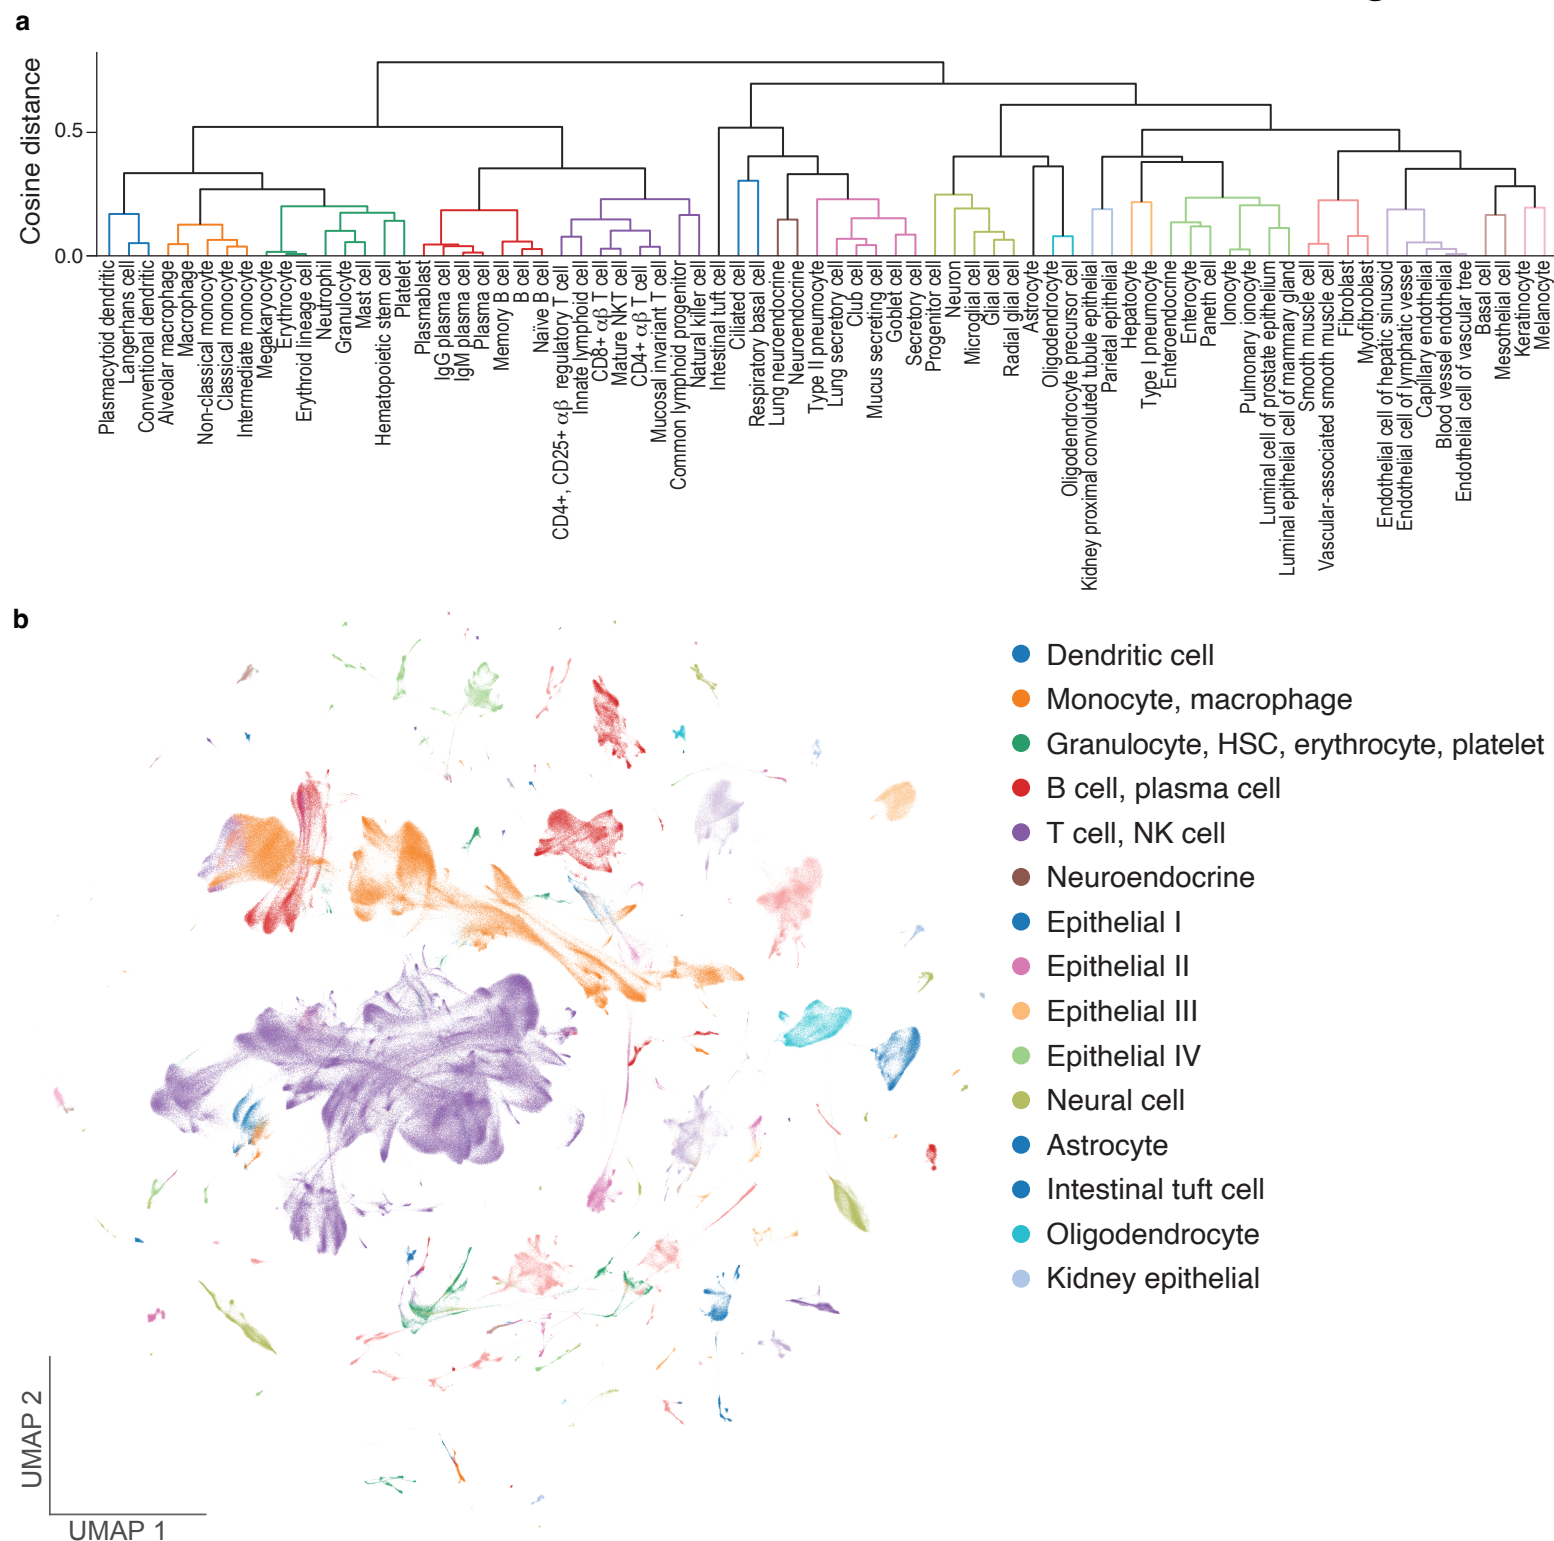 a
Cosine distance
0.5
0.0
Plasmacytoid dendritic
Langerhans cell
Conventional dendritic
Alveolar macrophage
Macrophage
Non-classical monocyte
Classical monocyte
Intermediate monocyte
Megakaryocyte
Erythrocyte
Erythroid lineage cell
Neutrophil
Granulocyte
Mast cell
Hematopoietic stem cell
Platelet
Plasmablast
IgG plasma cell
IgM plasma cell
Plasma cell
Memory B cell
B cell
Naïve B cell
CD4+, CD25+ αβ regulatory T cell
Innate lymphoid cell
CD8+ αβ T cell
Mature NKT cell
CD4+ αβ T cell
Mucosal invariant T cell
Common lymphoid progenitor
Natural killer cell
Intestinal tuft cell
Ciliated cell
Respiratory basal cell
Lung neuroendocrine
Neuroendocrine
Type II pneumocyte
Lung secretory cell
Club cell
Mucus secreting cell
Goblet cell
Secretory cell
Progenitor cell
Neuron
Microglial cell
Glial cell
Radial glial cell
Astrocyte
Oligodendrocyte
Oligodendrocyte precursor cell
Kidney proximal convoluted tubule epithelial
Parietal epithelial
Hepatocyte
Type I pneumocyte
Enteroendocrine
Enterocyte
Paneth cell
Ionocyte
Pulmonary ionocyte
Luminal cell of prostate epithelium
Luminal epithelial cell of mammary gland
Smooth muscle cell
Vascular-associated smooth muscle cell
Fibroblast
Myofibroblast
Endothelial cell of hepatic sinusoid
Endothelial cell of lymphatic vessel
Capillary endothelial
Blood vessel endothelial
Endothelial cell of vascular tree
Basal cell
Mesothelial cell
Keratinocyte
Melanocyte
b
Dendritic cell
Monocyte, macrophage
Granulocyte, HSC, erythrocyte, platelet
B cell, plasma cell
T cell, NK cell
Neuroendocrine
Epithelial I
Epithelial II
Epithelial III
Epithelial IV
Neural cell
Astrocyte
Intestinal tuft cell
Oligodendrocyte
Kidney epithelial
UMAP 2
UMAP 1